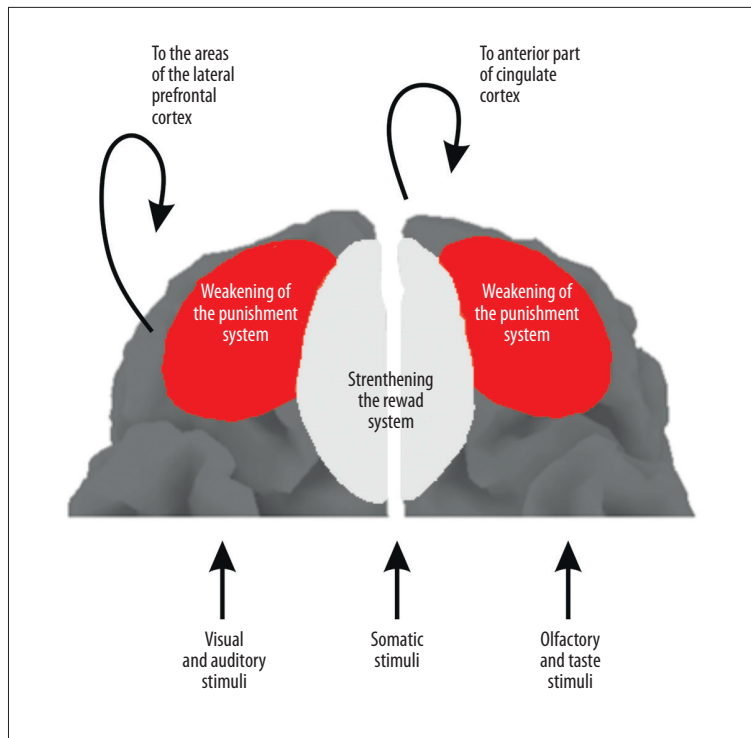 To the areas
of the lateral
prefrontal
cortex
To anterior part
of cingulate
cortex
Weakening of
the punishment
system
Strenthening
the rewad
system
Weakening of
the punishment
system
Visual
and auditory
stimuli
Somatic
stimuli
Olfactory
and taste
stimuli